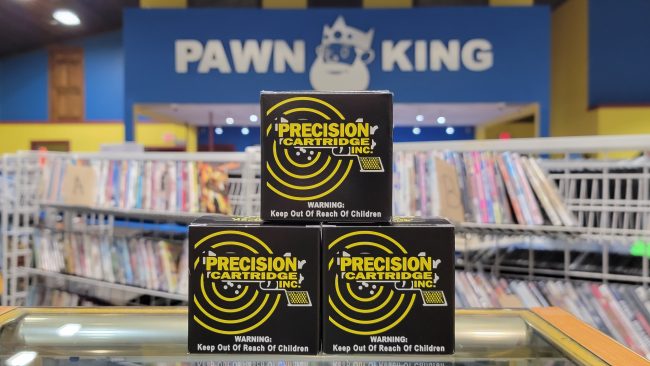 PAWN KING
PRECISION
CARTRIDGE
INC.
WARNING:
Keep Out Of Reach Of Children
PRECISION
CARTRIDGE
INC.
WARNING:
Keep Out Of Reach Of Children
PRECISION
CARTRIDGE
INC.
WARNING:
Keep Out Of Reach Of Children
A